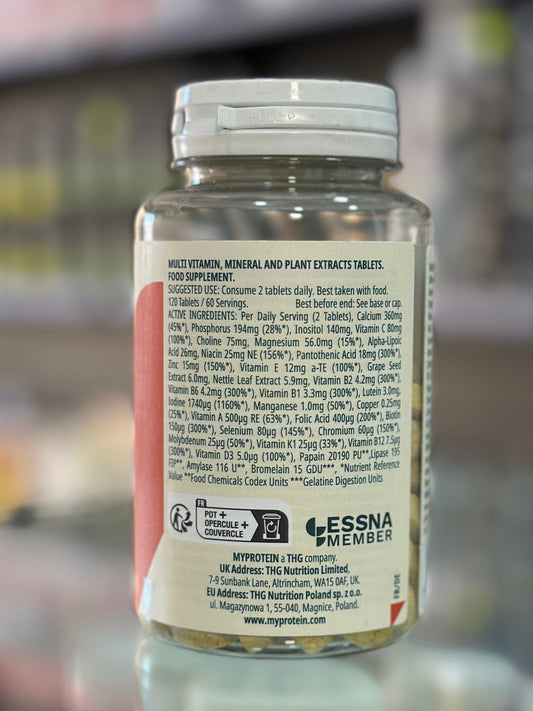 PULL
MULTI VITAMIN, MINERAL AND PLANT EXTRACTS TABLETS.
FOOD SUPPLEMENT.
SUGGESTED USE: Consume 2 tablets daily. Best taken with food.
120 Tablets / 60 Servings. Best before end: See base or cap.
ACTIVE INGREDIENTS: Per Daily Serving (2 Tablets), Calcium 360mg
(45%*), Phosphorus 194mg (28%*), Inositol 140mg, Vitamin C 80mg
(100%*), Choline 75mg, Magnesium 56.0mg (15%*), Alpha-Lipoic
Acid 26mg, Niacin 25mg NE (156%*), Pantothenic Acid 18mg (300%*),
Zinc 15mg (150%*), Vitamin E 12mg a-TE (100%*), Grape Seed
Extract 6.0mg, Nettle Leaf Extract 5.9mg, Vitamin B2 4.2mg (300%*),
Vitamin B6 4.2mg (300%*), Vitamin B1 3.3mg (300%*), Lutein 3.0mg,
Iodine 1740µg (1160%*), Manganese 1.0mg (50%*), Copper 0.25mg
(25%*), Vitamin A 500µg RE (63%*), Folic Acid 400µg (200%*), Biotin
150µg (300%*), Selenium 80µg (145%*), Chromium 60µg (150%*),
Molybdenum 25µg (50%*), Vitamin K1 25µg (33%*), Vitamin B12 7.5µg
(300%*), Vitamin D3 5.0µg (100%*), Papain 20190 PU**,Lipase 195
FIP**, Amylase 116 U**, Bromelain 15 GDU***, *Nutrient Reference
Value **Food Chemicals Codex Units ***Gelatine Digestion Units
FR
POT +
OPERCULE +
COUVERCLE
ESSNA
MEMBER
MYPROTEIN a THG company.
UK Address: THG Nutrition Limited,
7-9 Sunbank Lane, Altrincham, WA15 0AF, UK.
EU Address: THG Nutrition Poland sp. z o.o.
ul. Magazynowa 1, 55-040, Magnice, Poland.
www.myprotein.com
FR/DE